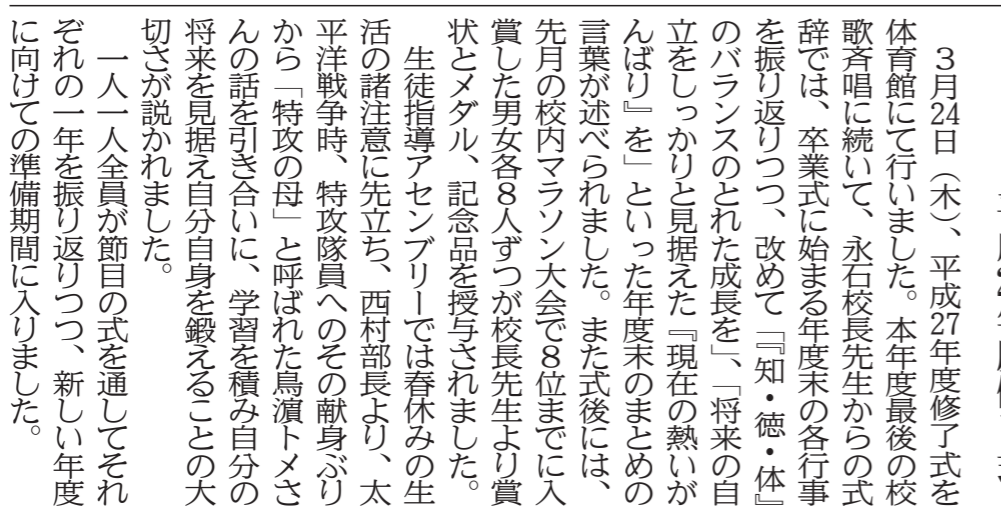 ３月24日（木）、平成27年度修了式を
体育館にて行いました。本年度最後の校
歌斉唱に続いて、永石校長先生からの式
辞では、卒業式に始まる年度末の各行事
を振り返りつつ、改めて『『知・徳・体』
のバランスのとれた成長を」、「将来の自
立をしっかりと見据えた『現在の熱いが
んばり』を」といった年度末のまとめの
言葉が述べられました。また式後には、
先月の校内マラソン大会で８位までに入
賞した男女各８人ずつが校長先生より賞
状とメダル、記念品を授与されました。
生徒指導アセンブリーでは春休みの生
活の諸注意に先立ち、西村部長より、太
平洋戦争時、特攻隊員へのその献身ぶり
から「特攻の母」と呼ばれた鳥濵トメさ
んの話を引き合いに、学習を積み自分の
将来を見据え自分自身を鍛えることの大
切さが説かれました。
一人一人全員が節目の式を通してそれ
ぞれの一年を振り返りつつ、新しい年度
に向けての準備期間に入りました。